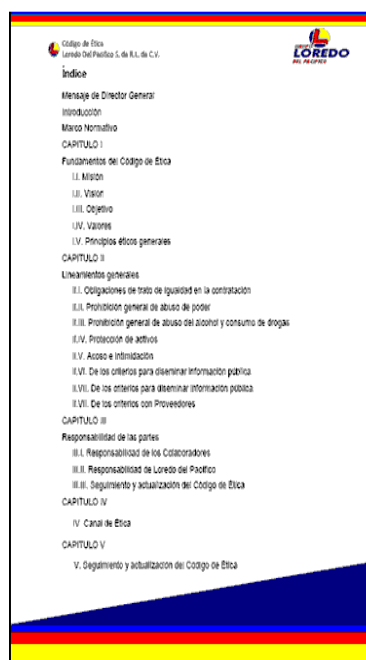 Código de Ética
Loredo Del Pacífico S. de R.L. de C.V.
GRUPO
LOREDO
DEL PACIFICO
Índice
Mensaje de Director General
Introducción
Marco Normativo
CAPITULO I
Fundamentos del Código de Ética
I.I. Misión
I.II. Visión
I.III. Objetivo
I.IV. Valores
I.V. Principios éticos generales
CAPITULO II
Lineamientos generales
II.I. Obligaciones de trato de igualdad en la contratación
II.II. Prohibición general de abuso de poder
II.III. Prohibición general de abuso del alcohol y consumo de drogas
II.IV. Protección de activos
II.V. Acoso e Intimidación
II.VI. De los criterios para diseminar información pública
II.VII. De los criterios para diseminar información pública
II.VII. De los criterios con Proveedores
CAPITULO III
Responsabilidad de las partes
III.I. Responsabilidad de los Colaboradores
III.II. Responsabilidad de Loredo del Pacífico
III.III. Seguimiento y actualización del Código de Ética
CAPITULO IV
IV Canal de Ética
CAPITULO V
V. Seguimiento y actualización del Código de Ética